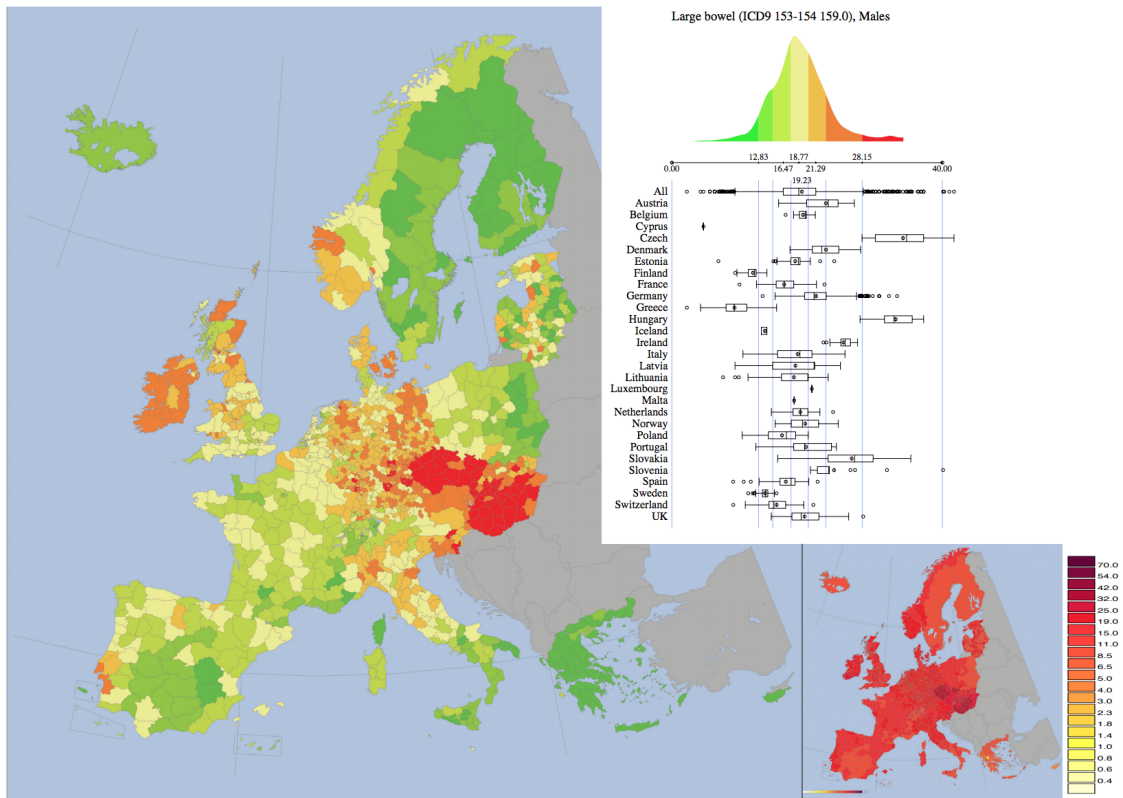 Large bowel (ICD9 153-154 159.0), Males
12.83 18.77 28.15
0.00 16.47 21.29 40.00
19.23
All
Austria
Belgium
Cyprus
Czech
Denmark
Estonia
Finland
France
Germany
Greece
Hungary
Iceland
Ireland
Italy
Latvia
Lithuania
Luxembourg
Malta
Netherlands
Norway
Poland
Portugal
Slovakia
Slovenia
Spain
Sweden
Switzerland
UK
70.0
54.0
42.0
32.0
25.0
19.0
15.0
11.0
8.5
6.5
5.0
4.0
3.0
2.3
1.8
1.4
1.0
0.8
0.6
0.4